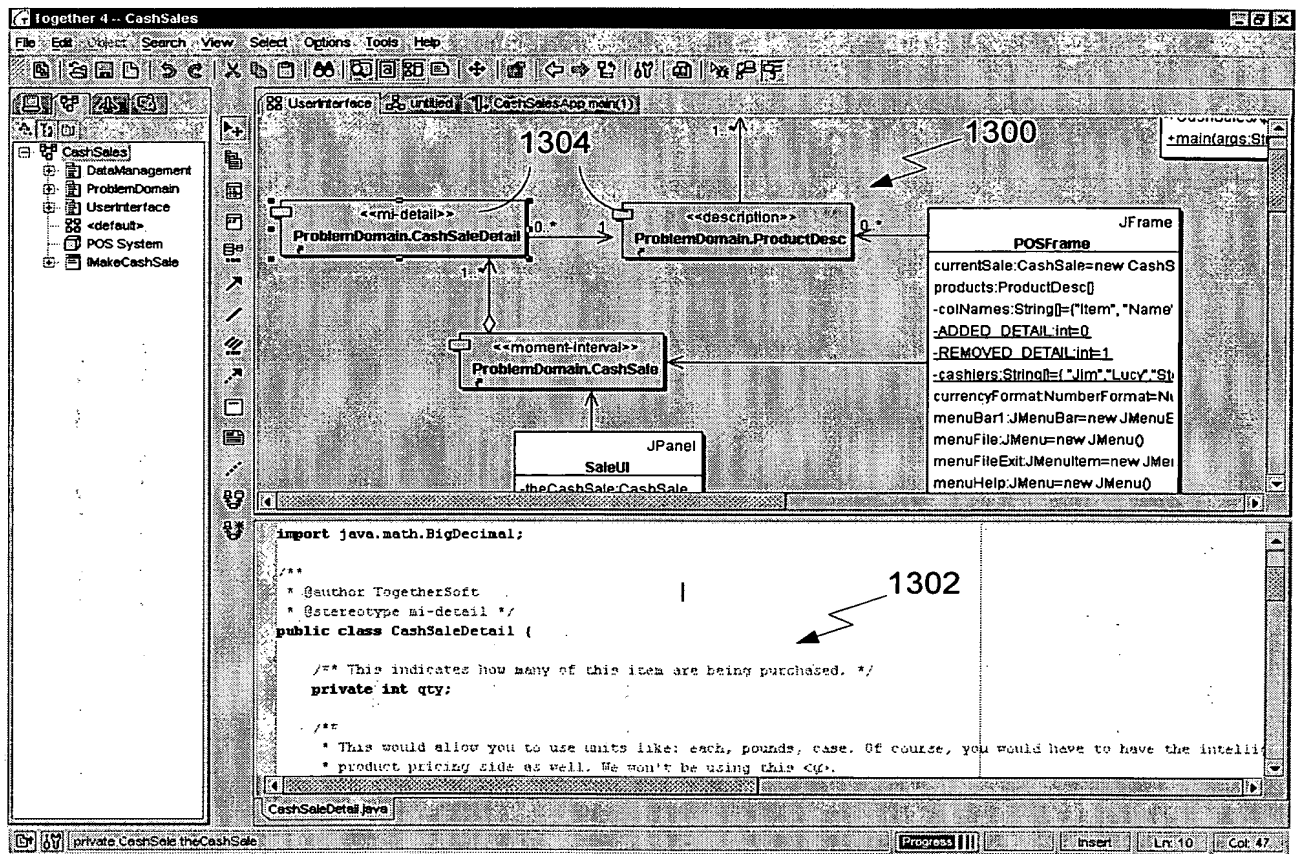 Together 4 -- CashSales
File Edit Object Search View Select Options Tools Help
UserInterface untitled CashSalesApp.main(1)
CashSales
DataManagement
ProblemDomain
UserInterface
<default>
POS System
IMakeCashSale
1304
1300
1..*
+main(args:Stri
<<mi-detail>>
ProblemDomain.CashSaleDetail
0..*
1
<<description>>
ProblemDomain.ProductDesc
0..*
1..*
<<moment-interval>>
ProblemDomain.CashSale
JPanel
SaleUI
-theCashSale:CashSale
JFrame
POSFrame
currentSale:CashSale=new CashS
products:ProductDesc[]
-colNames:String[]={"Item", "Name"
-ADDED_DETAIL:int=0
-REMOVED_DETAIL:int=1
-cashiers:String[]={ "Jim","Lucy","St
currencyFormat:NumberFormat=Nu
menuBar1:JMenuBar=new JMenuB
menuFile:JMenu=new JMenu()
menuFileExit:JMenuItem=new JMe
menuHelp:JMenu=new JMenu()
import java.math.BigDecimal;
/**
* @author TogetherSoft
* @stereotype mi-detail */
public class CashSaleDetail {
1302
/** This indicates how many of this item are being purchased. */
private int qty;
/**
* This would allow you to use units like: each, pounds, case. Of course, you would have to have the intelli
* product pricing side as well. We won't be using this <g>.
CashSaleDetail.java
private CashSale theCashSale
Progress
Insert
Ln: 10
Col: 47